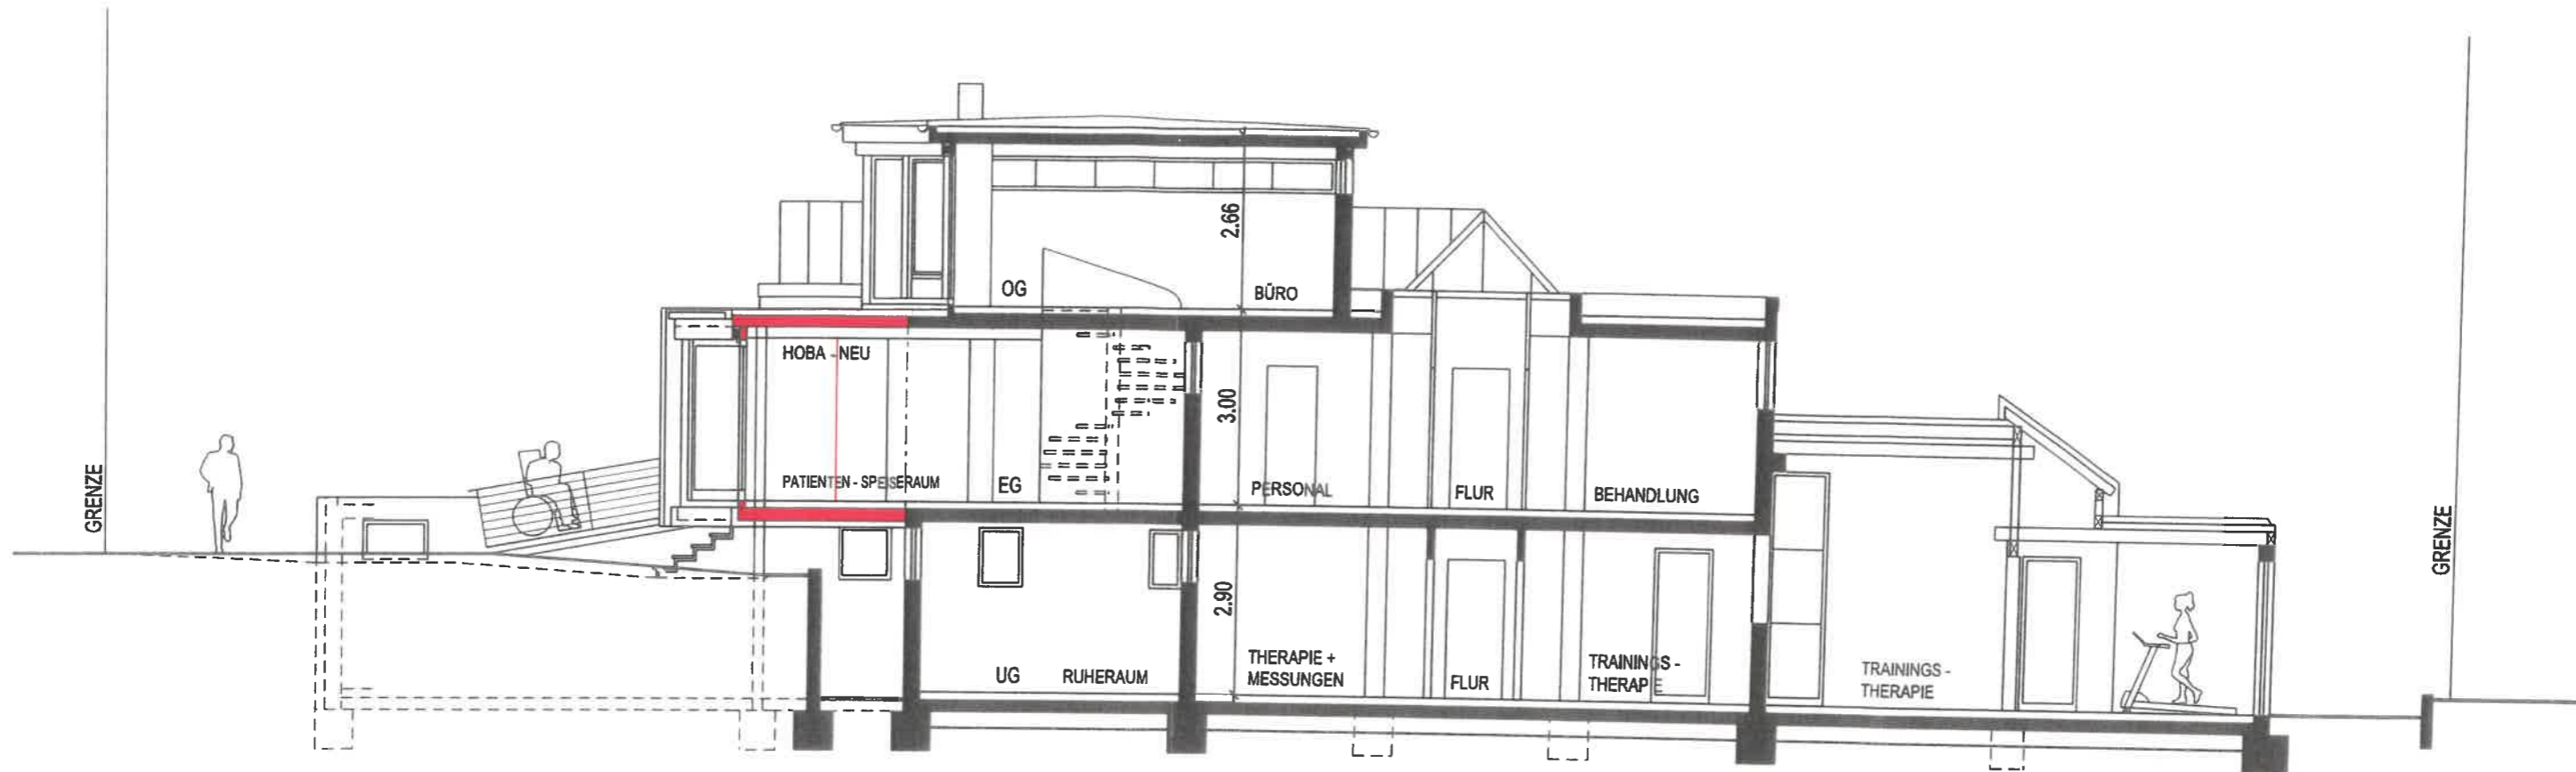 GRENZE
2.66
OG
BÜRO
HOBA - NEU
3.00
PATIENTEN - SPEISERAUM
EG
PERSONAL
FLUR
BEHANDLUNG
GRENZE
2.90
UG
RUHERAUM
THERAPIE +
MESSUNGEN
FLUR
TRAININGS -
THERAPIE
TRAININGS -
THERAPIE